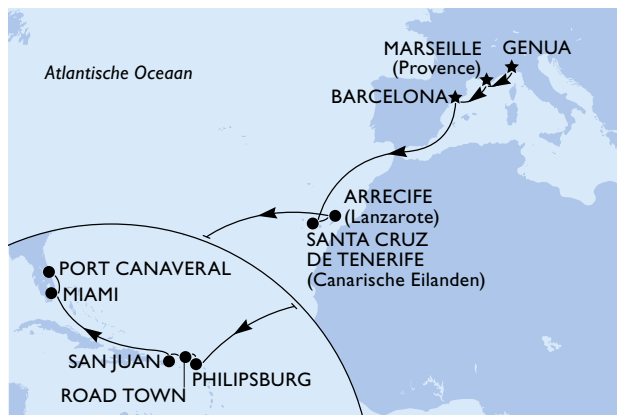 MARSEILLE
(Provence)
GENUA
Atlantische Oceaan
BARCELONA
ARRECIFE
(Lanzarote)
SANTA CRUZ
DE TENERIFE
(Canarische Eilanden)
PORT CANAVERAL
MIAMI
SAN JUAN
PHILIPSBURG
ROAD TOWN